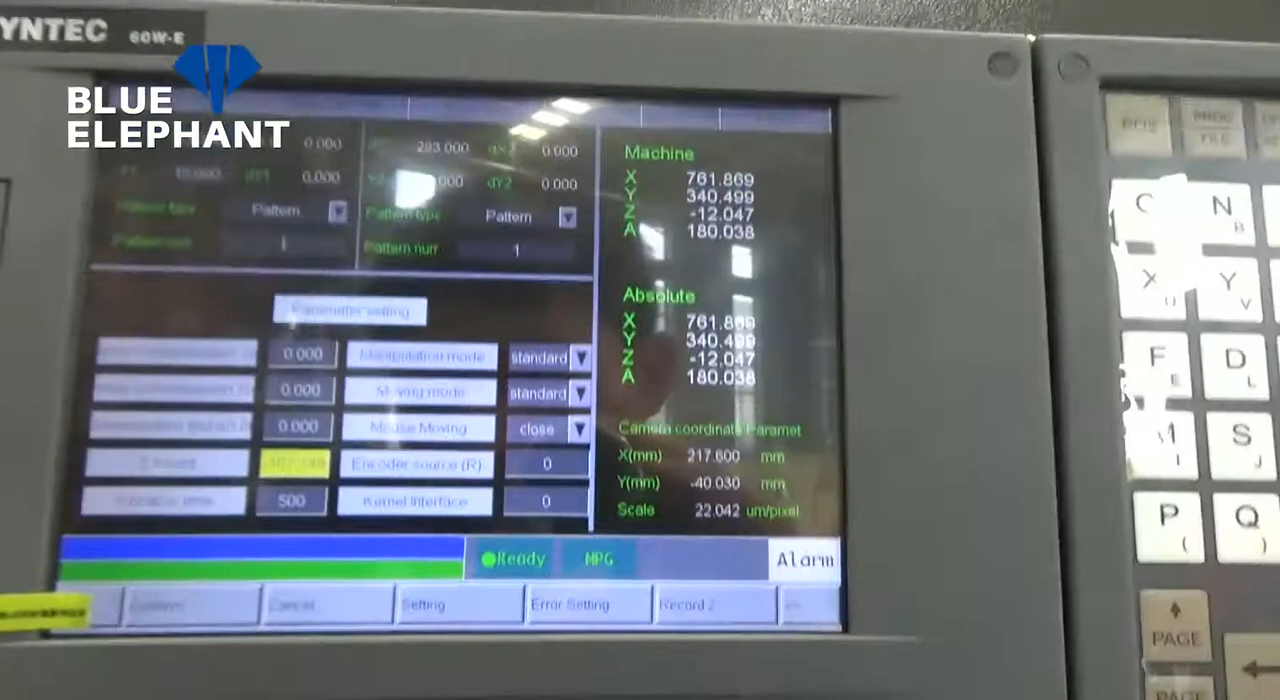 YNTEC 60W-E
BLUE
ELEPHANT
0.000 283.000 0.000
0.000 dY2 0.000
Pattern Pattern type Pattern
1 Pattern 1
Parameter setting
0.000 Manipulation mode standard
0.000 Moving mode standard
0.000 Mouse Moving close
Encoder source (R) 0
500 Kernel Interface 0
Machine
X 761.869
Y 340.499
Z -12.047
A 180.038
Absolute
X 761.869
Y 340.499
Z -12.047
A 180.038
Camera coordinate Paramet
X(mm) 217.600 mm
Y(mm) -40.030 mm
Scale 22.042 um/pixel
Ready MPG Alarm
Cancel Setting Error Setting Record 2
FILE
N B
X U Y V
F E D L
S J
P ( Q )
PAGE
PAGE